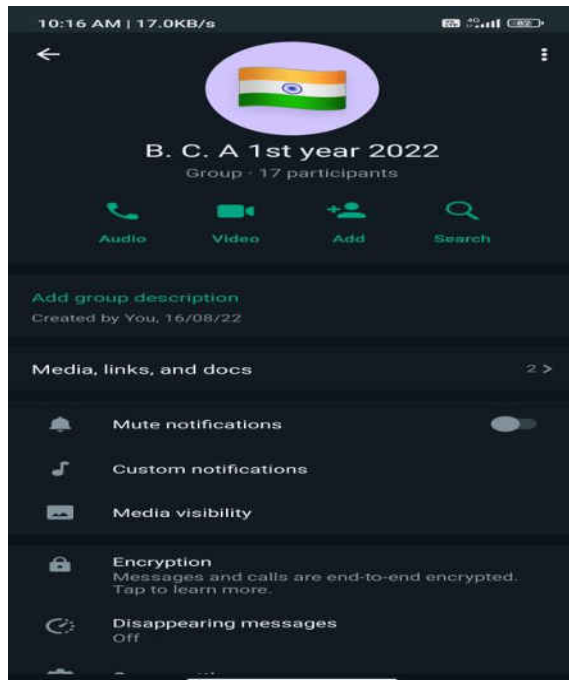 10:16 AM | 17.0KB/s
B. C. A 1st year 2022
Group · 17 participants
Audio Video Add Search
Add group description
Created by You, 16/08/22
Media, links, and docs 2 >
Mute notifications
Custom notifications
Media visibility
Encryption
Messages and calls are end-to-end encrypted.
Tap to learn more.
Disappearing messages
Off